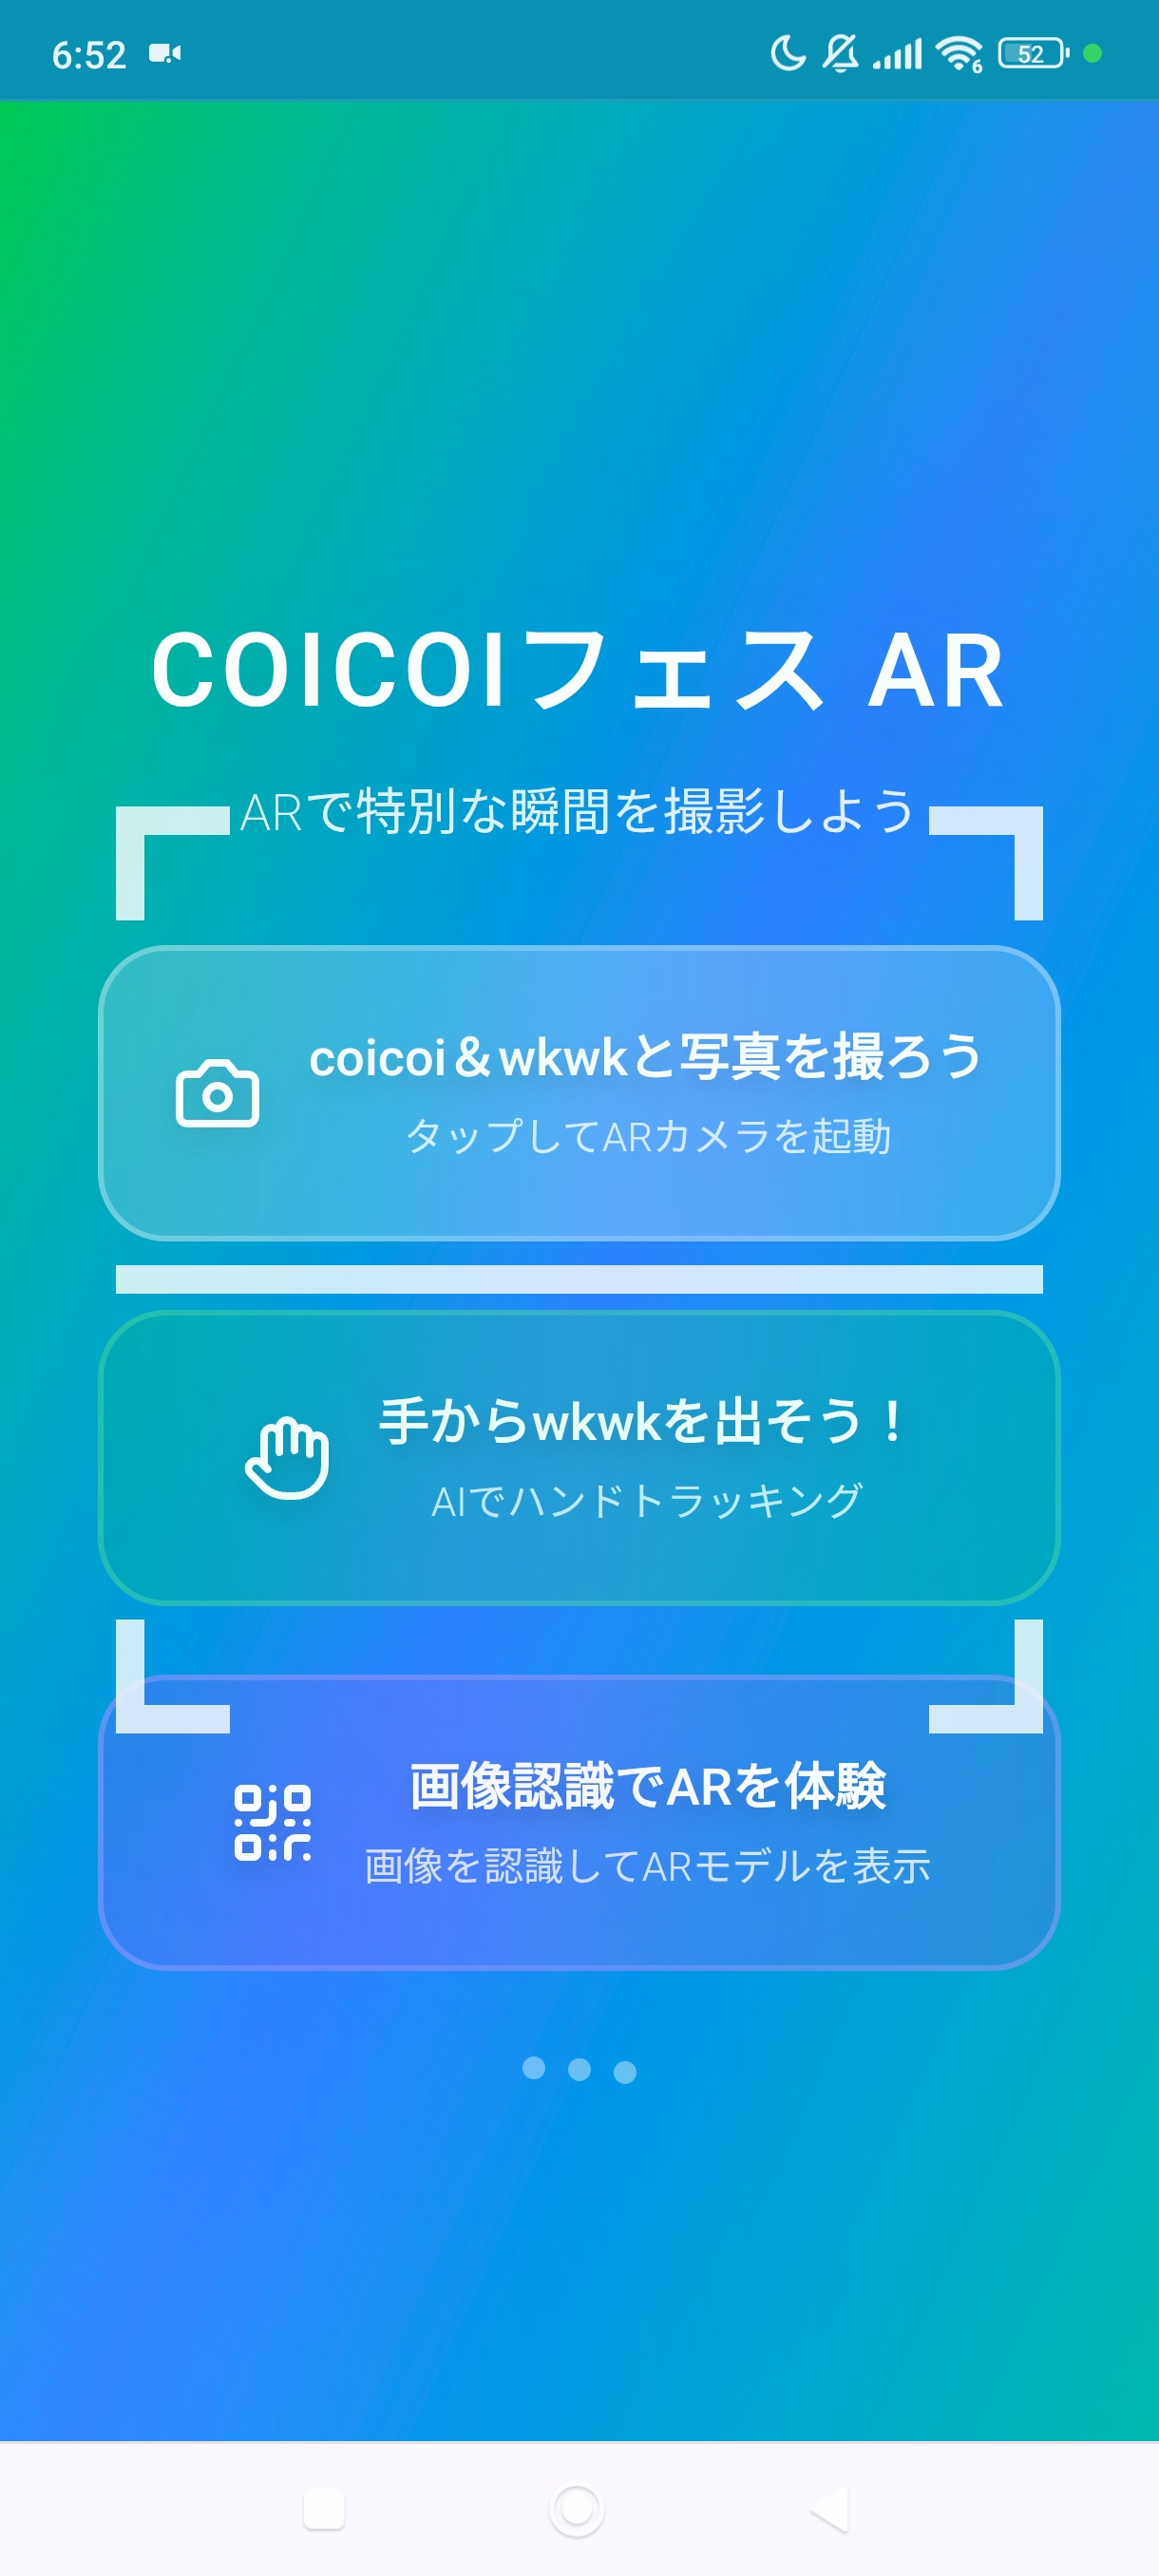 6:52
6
52
COICOIフェス AR
ARで特別な瞬間を撮影しよう
coicoi＆wkwkと写真を撮ろう
タップしてARカメラを起動
手からwkwkを出そう！
AIでハンドトラッキング
画像認識でARを体験
画像を認識してARモデルを表示